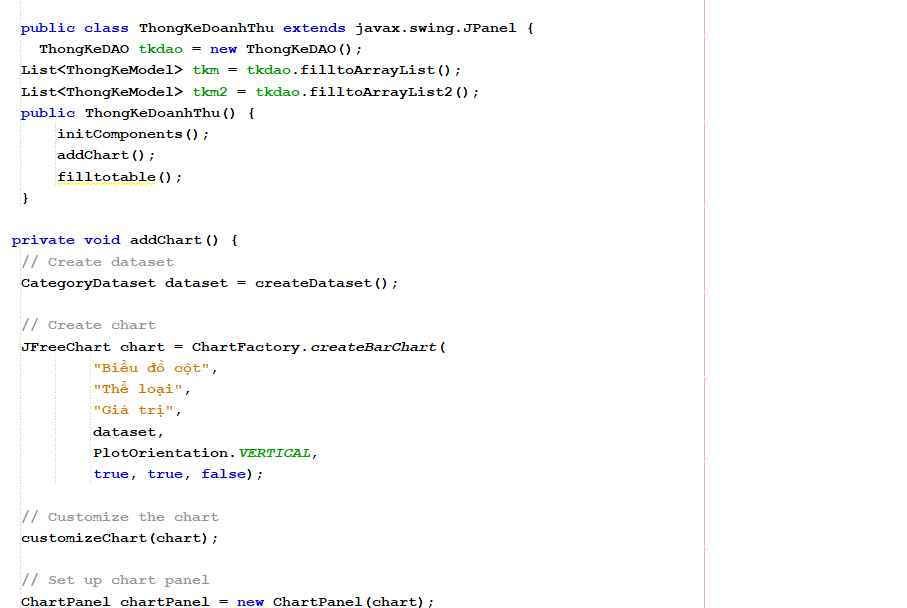 public class ThongKeDoanhThu extends javax.swing.JPanel {
ThongKeDAO tkdao = new ThongKeDAO();
List<ThongKeModel> tkm = tkdao.filltoArrayList();
List<ThongKeModel> tkm2 = tkdao.filltoArrayList2();
public ThongKeDoanhThu() {
initComponents();
addChart();
filltotable();
}
private void addChart() {
// Create dataset
CategoryDataset dataset = createDataset();
// Create chart
JFreeChart chart = ChartFactory.createBarChart(
"Biểu đồ cột",
"Thể loại",
"Giá trị",
dataset,
PlotOrientation.VERTICAL,
true, true, false);
// Customize the chart
customizeChart(chart);
// Set up chart panel
ChartPanel chartPanel = new ChartPanel(chart);